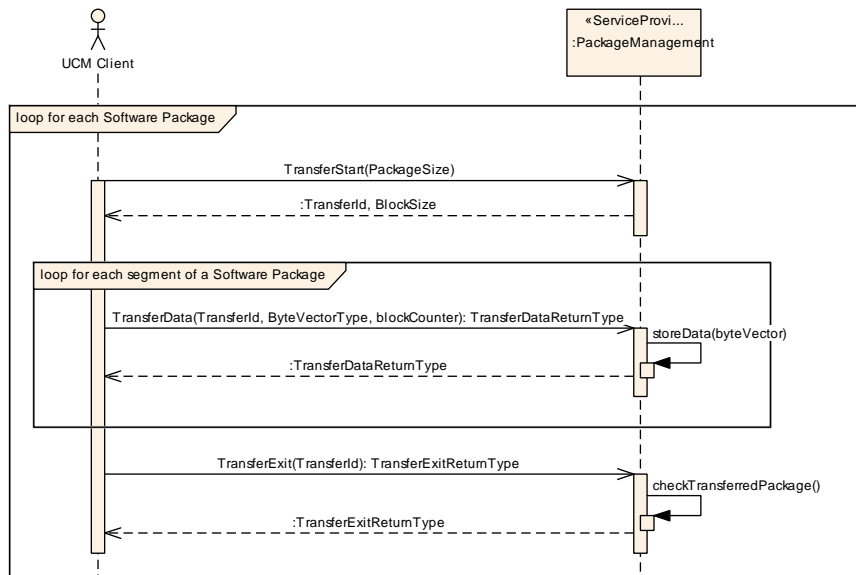 «ServiceProvi...
:PackageManagement
UCM Client
loop for each Software Package
TransferStart(PackageSize)
:TransferId, BlockSize
loop for each segment of a Software Package
TransferData(TransferId, ByteVectorType, blockCounter): TransferDataReturnType
storeData(byteVector)
:TransferDataReturnType
TransferExit(TransferId): TransferExitReturnType
checkTransferredPackage()
:TransferExitReturnType